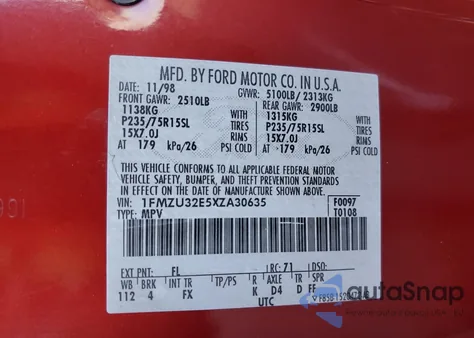 MFD. BY FORD MOTOR CO. IN U.S.A.
DATE: 11/98 GVWR: 5100LB/ 2313KG
FRONT GAWR: 2510LB REAR GAWR: 2900LB
1138KG WITH 1315KG WITH
P235/75R15SL TIRES P235/75R15SL TIRES
15X7.0J RIMS 15X7.0J RIMS
AT 179 kPa/26 PSI COLD AT 179 kPa/26 PSI COLD
THIS VEHICLE CONFORMS TO ALL APPLICABLE FEDERAL MOTOR
VEHICLE SAFETY, BUMPER, AND THEFT PREVENTION STANDARDS
IN EFFECT ON THE DATE OF MANUFACTURE SHOWN ABOVE.
VIN: 1FMZU32E5XZA30635 F0097
TYPE: MPV T0108
EXT PNT: FL RC: 71 DSO:
WB BRK INT TR TP/PS R AXLE TR SPR
112 4 FX K D4 D FF
UTC
autoSnap